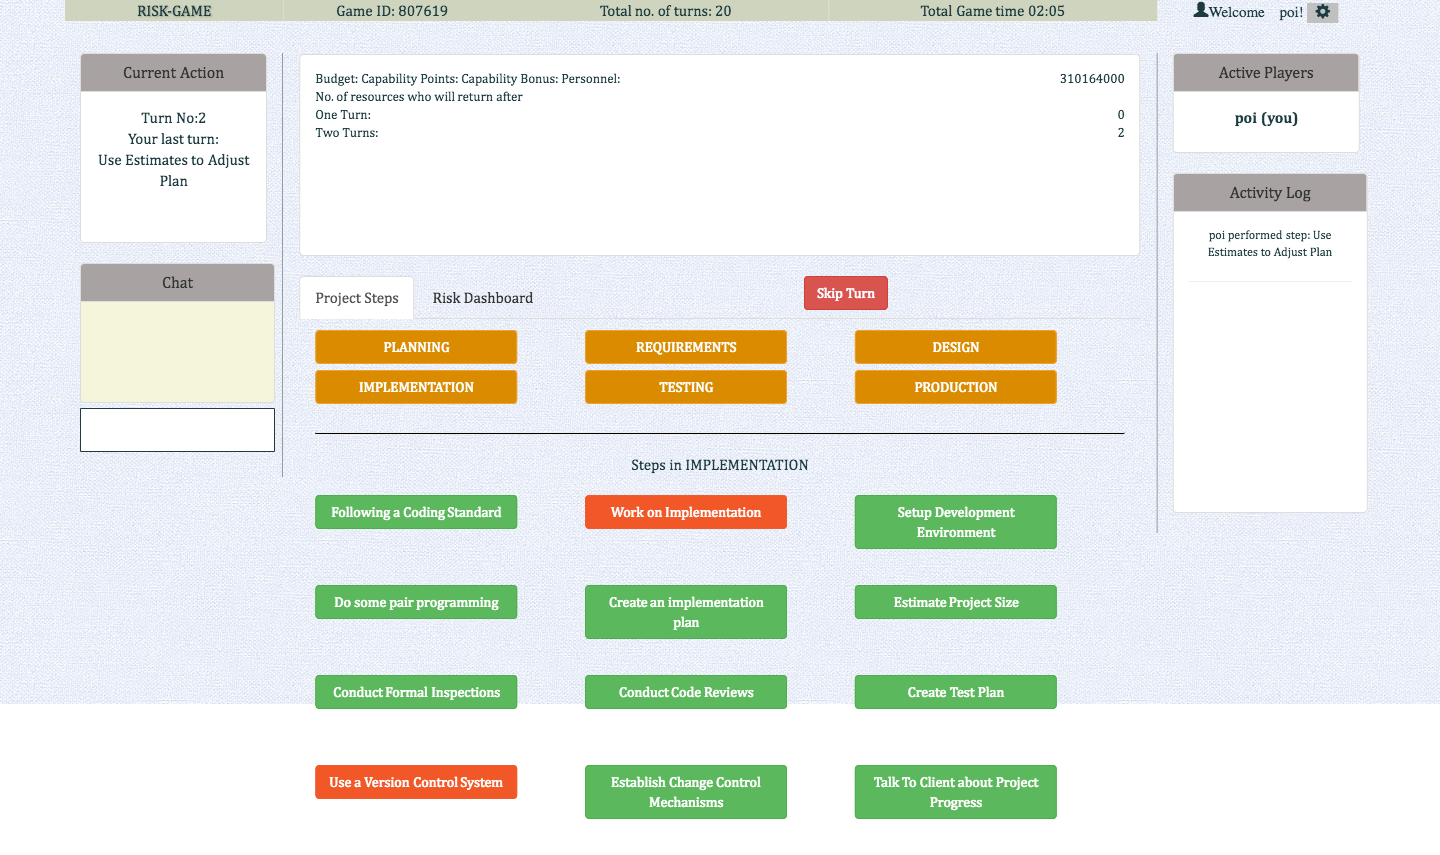 RISK-GAME
Game ID: 807619
Total no. of turns: 20
Total Game time 02:05
Welcome poi!
Current Action
Turn No:2
Your last turn:
Use Estimates to Adjust
Plan
Chat
Budget: Capability Points: Capability Bonus: Personnel: 310164000
No. of resources who will return after
One Turn: 0
Two Turns: 2
Project Steps
Risk Dashboard
Skip Turn
PLANNING
REQUIREMENTS
DESIGN
IMPLEMENTATION
TESTING
PRODUCTION
Steps in IMPLEMENTATION
Following a Coding Standard
Work on Implementation
Setup Development
Environment
Do some pair programming
Create an implementation
plan
Estimate Project Size
Conduct Formal Inspections
Conduct Code Reviews
Create Test Plan
Use a Version Control System
Establish Change Control
Mechanisms
Talk To Client about Project
Progress
Active Players
poi (you)
Activity Log
poi performed step: Use
Estimates to Adjust Plan